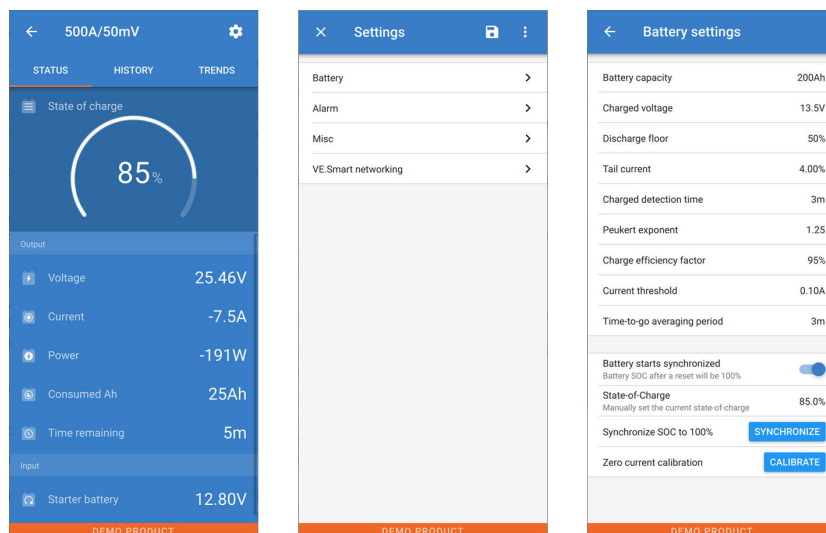 500A/50mV
STATUS HISTORY TRENDS
State of charge
85%
Output
Voltage 25.46V
Current -7.5A
Power -191W
Consumed Ah 25Ah
Time remaining 5m
Input
Starter battery 12.80V
DEMO PRODUCT
Settings
Battery
Alarm
Misc
VE.Smart networking
DEMO PRODUCT
Battery settings
Battery capacity 200Ah
Charged voltage 13.5V
Discharge floor 50%
Tail current 4.00%
Charged detection time 3m
Peukert exponent 1.25
Charge efficiency factor 95%
Current threshold 0.10A
Time-to-go averaging period 3m
Battery starts synchronized
Battery SOC after a reset will be 100%
State-of-Charge 85.0%
Manually set the current state-of-charge
Synchronize SOC to 100% SYNCHRONIZE
Zero current calibration CALIBRATE
DEMO PRODUCT